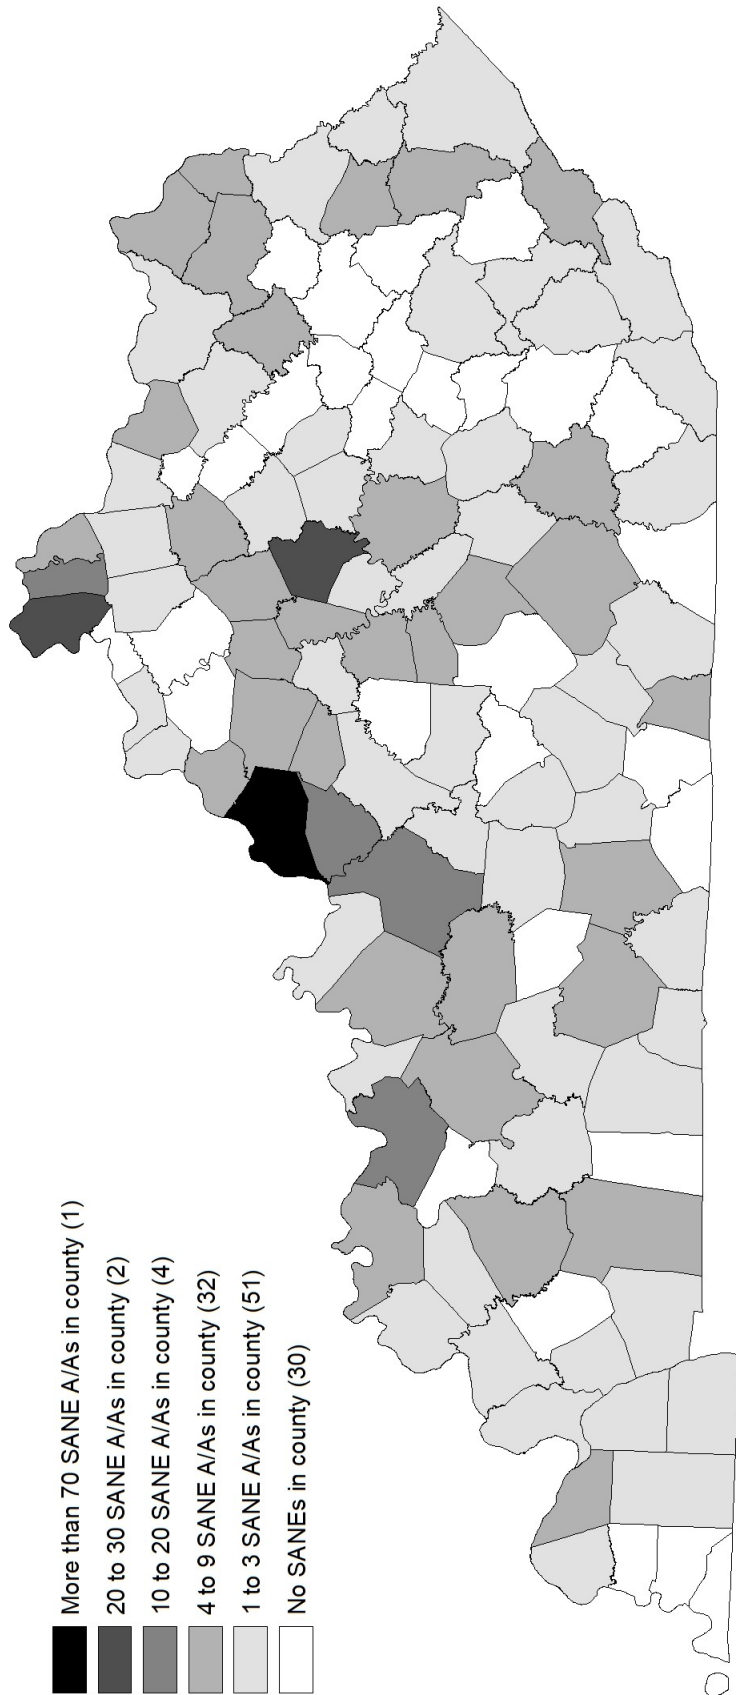 More than 70 SANE A/As in county (1)
20 to 30 SANE A/As in county (2)
10 to 20 SANE A/As in county (4)
4 to 9 SANE A/As in county (32)
1 to 3 SANE A/As in county (51)
No SANEs in county (30)